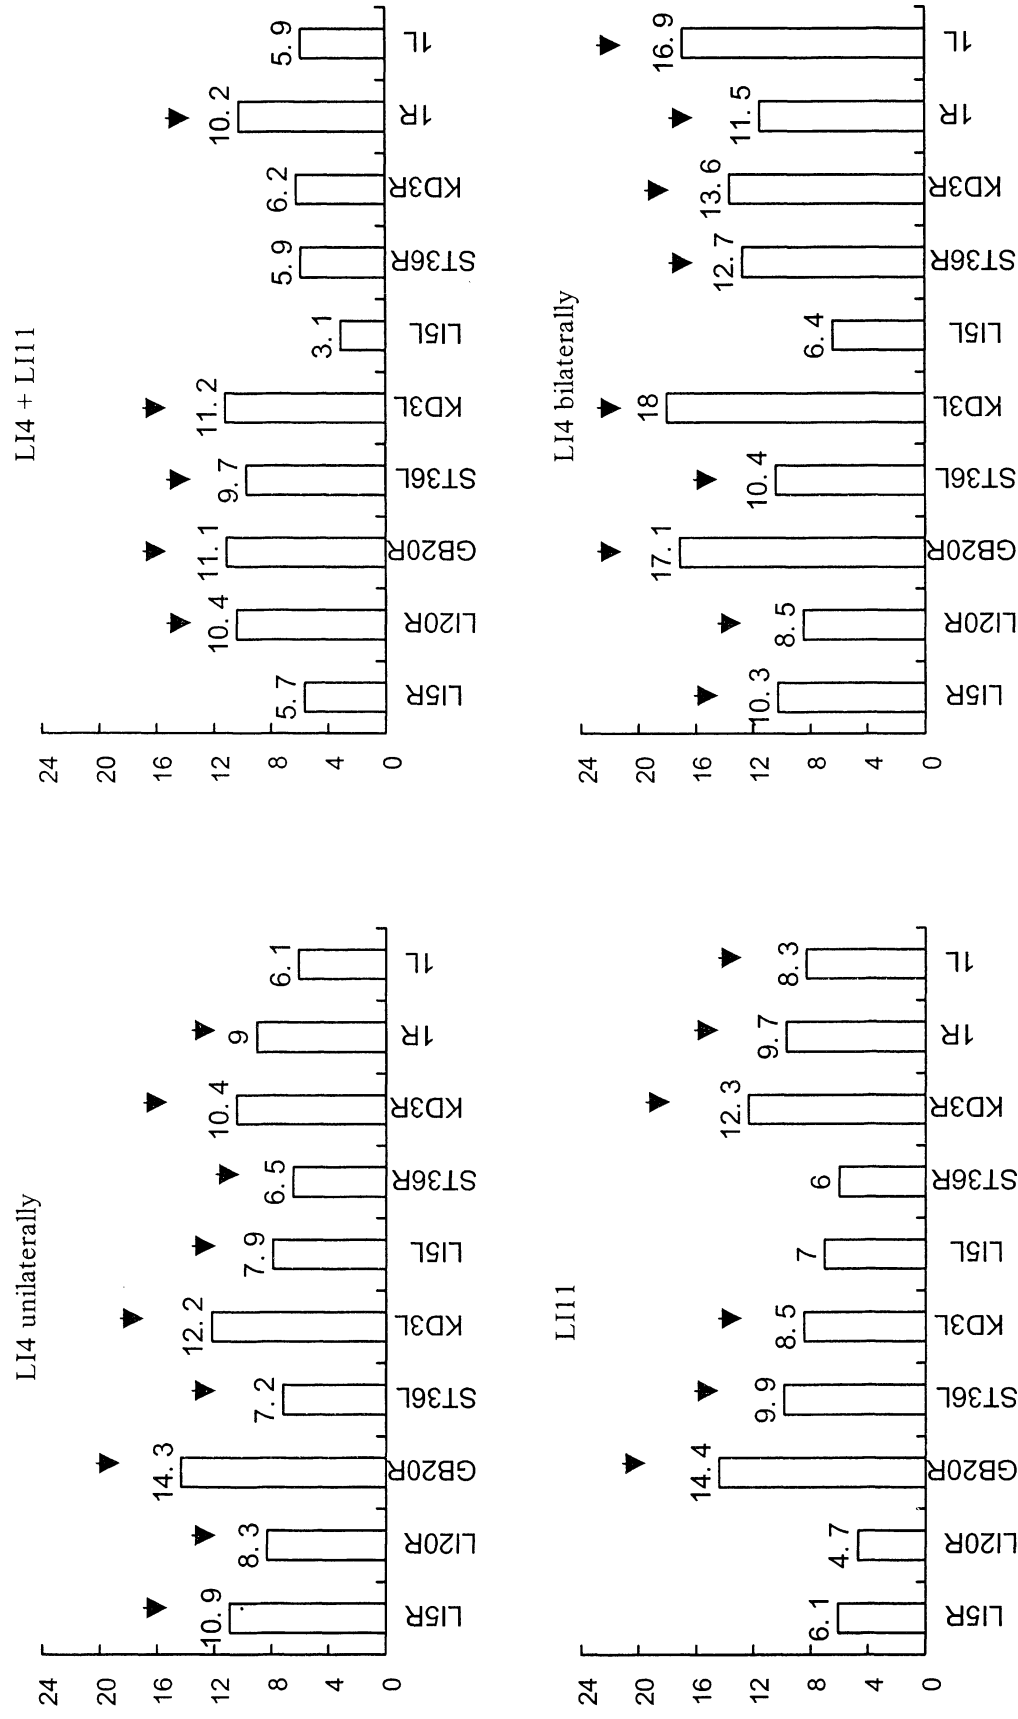 LI4 unilaterally
24
20
16
12
8
4
0
10.9
8.3
14.3
7.2
12.2
7.9
6.5
10.4
9
6.1
LI5R
LI20R
GB20R
ST36L
KD3L
LI5L
ST36R
KD3R
1R
1L
LI4 + LI11
24
20
16
12
8
4
0
5.7
10.4
11.1
9.7
11.2
3.1
5.9
6.2
10.2
5.9
LI5R
LI20R
GB20R
ST36L
KD3L
LI5L
ST36R
KD3R
1R
1L
LI11
24
20
16
12
8
4
0
6.1
4.7
14.4
9.9
8.5
7
6
12.3
9.7
8.3
LI5R
LI20R
GB20R
ST36L
KD3L
LI5L
ST36R
KD3R
1R
1L
LI4 bilaterally
24
20
16
12
8
4
0
10.3
8.5
17.1
10.4
18
6.4
12.7
13.6
11.5
16.9
LI5R
LI20R
GB20R
ST36L
KD3L
LI5L
ST36R
KD3R
1R
1L